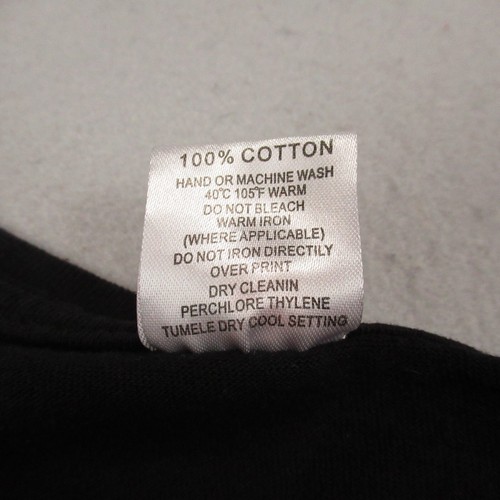 100% COTTON
HAND OR MACHINE WASH
40°C 105°F WARM
DO NOT BLEACH
WARM IRON
(WHERE APPLICABLE)
DO NOT IRON DIRECTILY
OVER PRINT
DRY CLEANIN
PERCHLORE THYLENE
TUMELE DRY COOL SETTING